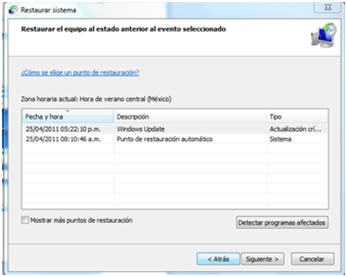 Restaurar sistema
Restaurar el equipo al estado anterior al evento seleccionado
¿Cómo se elige un punto de restauración?
Zona horaria actual: Hora de verano central (México)
Fecha y hora Descripción Tipo
25/04/2011 05:22:10 p.m. Windows Update Actualización crí...
25/04/2011 08:10:46 a.m. Punto de restauración automático Sistema
Mostrar más puntos de restauración
Detectar programas afectados
< Atrás Siguiente > Cancelar